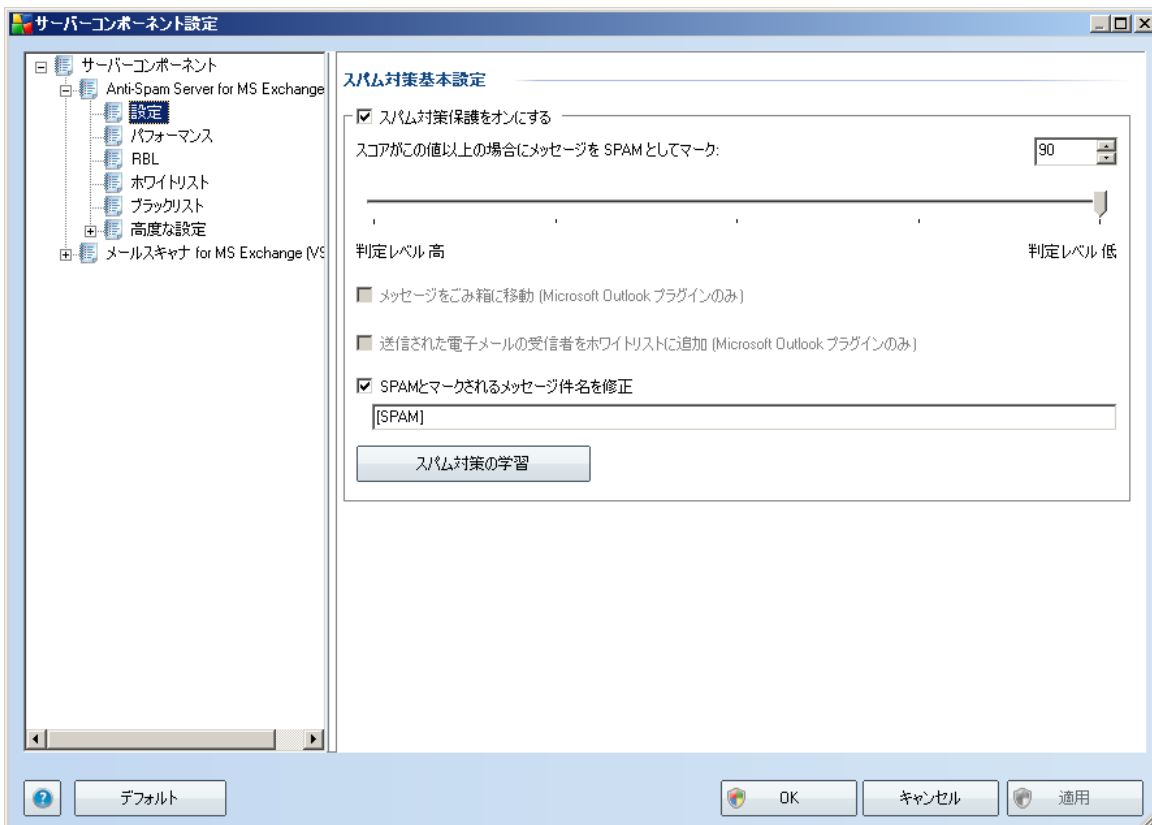 サーバーコンポーネント設定
サーバーコンポーネント
Anti-Spam Server for MS Exchange
設定
パフォーマンス
RBL
ホワイトリスト
ブラックリスト
高度な設定
メールスキャナ for MS Exchange (VS
スパム対策基本設定
スパム対策保護をオンにする
スコアがこの値以上の場合にメッセージを SPAM としてマーク:
90
判定レベル 高
判定レベル 低
メッセージをごみ箱に移動 (Microsoft Outlook プラグインのみ)
送信された電子メールの受信者をホワイトリストに追加 (Microsoft Outlook プラグインのみ)
SPAMとマークされるメッセージ件名を修正
[SPAM]
スパム対策の学習
デフォルト
OK
キャンセル
適用